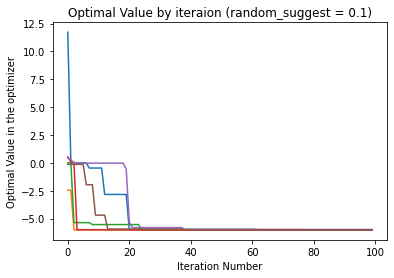 Optimal Value by iteraion (random_suggest = 0.1)
12.5
10.0
7.5
5.0
2.5
0.0
−2.5
−5.0
Optimal Value in the optimizer
0 20 40 60 80 100
Iteration Number